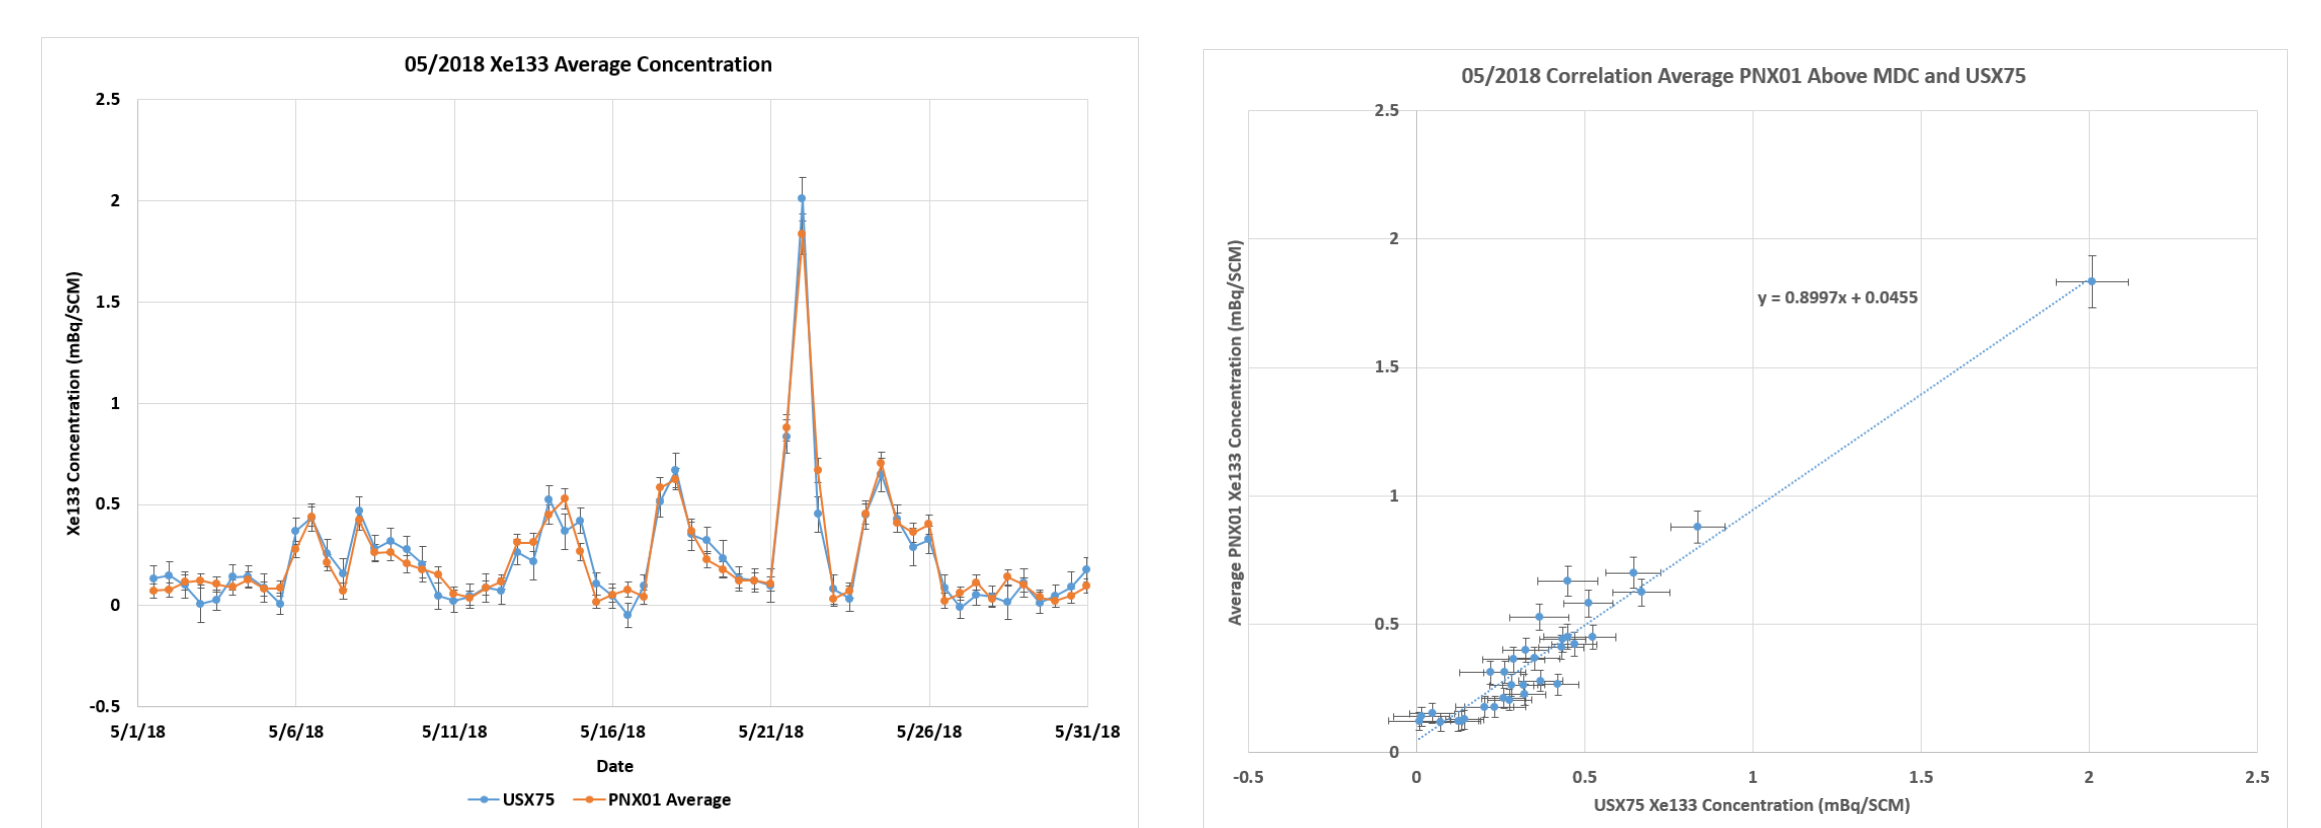 05/2018 Xe133 Average Concentration
Xe133 Concentration (mBq/SCM)
2.5
2
1.5
1
0.5
0
-0.5
5/1/18 5/6/18 5/11/18 5/16/18 5/21/18 5/26/18 5/31/18
Date
USX75 PNX01 Average
05/2018 Correlation Average PNX01 Above MDC and USX75
Average PNX01 Xe133 Concentration (mBq/SCM)
2.5
2
1.5
1
0.5
0
y = 0.8997x + 0.0455
-0.5 0 0.5 1 1.5 2 2.5
USX75 Xe133 Concentration (mBq/SCM)